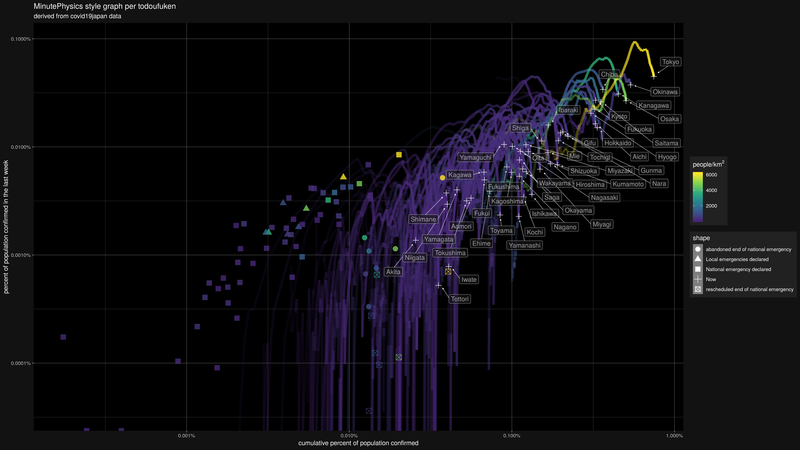 MinutePhysics style graph per todoufuken
derived from covid19japan data
percent of population confirmed in the last week
0.1000%
0.0100%
0.0010%
0.0001%
Tokyo
Chiba
Okinawa
Kanagawa
Ibaraki
Kyoto
Osaka
Shiga
Fukuoka
Gifu
Hokkaido
Saitama
Yamaguchi
Oita
Mie
Tochigi
Aichi
Hyogo
Kagawa
Shizuoka
Miyazaki
Gunma
Fukushima
Wakayama
Hiroshima
Kumamoto
Nara
Kagoshima
Saga
Nagasaki
Shimane
Fukui
Ishikawa
Okayama
Aomori
Toyama
Nagano
Miyagi
Yamagata
Kochi
Niigata
Tokushima
Ehime
Yamanashi
Akita
Iwate
Tottori
0.001%
0.010%
0.100%
1.000%
cumulative percent of population confirmed
people/km²
6000
4000
2000
shape
abandoned end of national emergency
Local emergencies declared
National emergency declared
Now
rescheduled end of national emergency